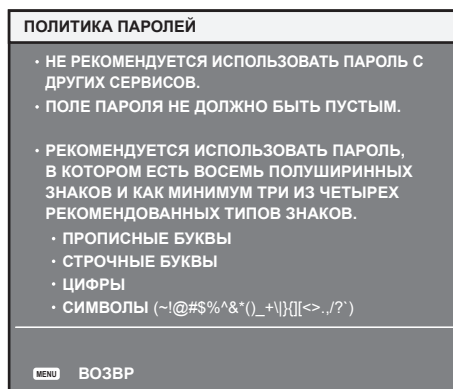 ПОЛИТИКА ПАРОЛЕЙ
· НЕ РЕКОМЕНДУЕТСЯ ИСПОЛЬЗОВАТЬ ПАРОЛЬ С
ДРУГИХ СЕРВИСОВ.
· ПОЛЕ ПАРОЛЯ НЕ ДОЛЖНО БЫТЬ ПУСТЫМ.
· РЕКОМЕНДУЕТСЯ ИСПОЛЬЗОВАТЬ ПАРОЛЬ,
В КОТОРОМ ЕСТЬ ВОСЕМЬ ПОЛУШИРИННЫХ
ЗНАКОВ И КАК МИНИМУМ ТРИ ИЗ ЧЕТЫРЕХ
РЕКОМЕНДОВАННЫХ ТИПОВ ЗНАКОВ.
· ПРОПИСНЫЕ БУКВЫ
· СТРОЧНЫЕ БУКВЫ
· ЦИФРЫ
· СИМВОЛЫ (~!@#$%^&*()_+\|}{][<>.,/?`)
MENU ВОЗВР